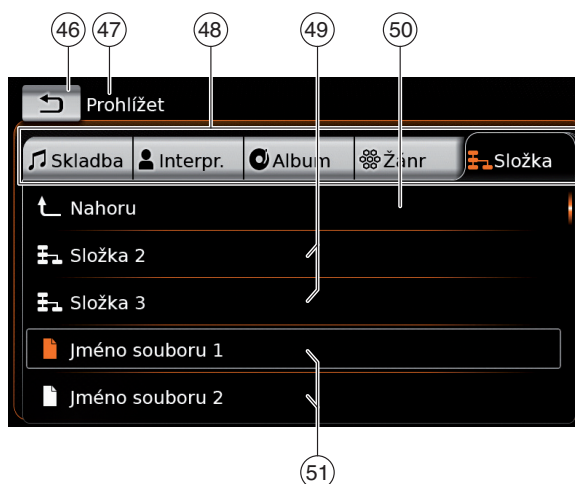 46 47 48 49 50
Prohlížet
Skladba Interpr. Album Žánr Složka
Nahoru
Složka 2
Složka 3
Jméno souboru 1
Jméno souboru 2
51